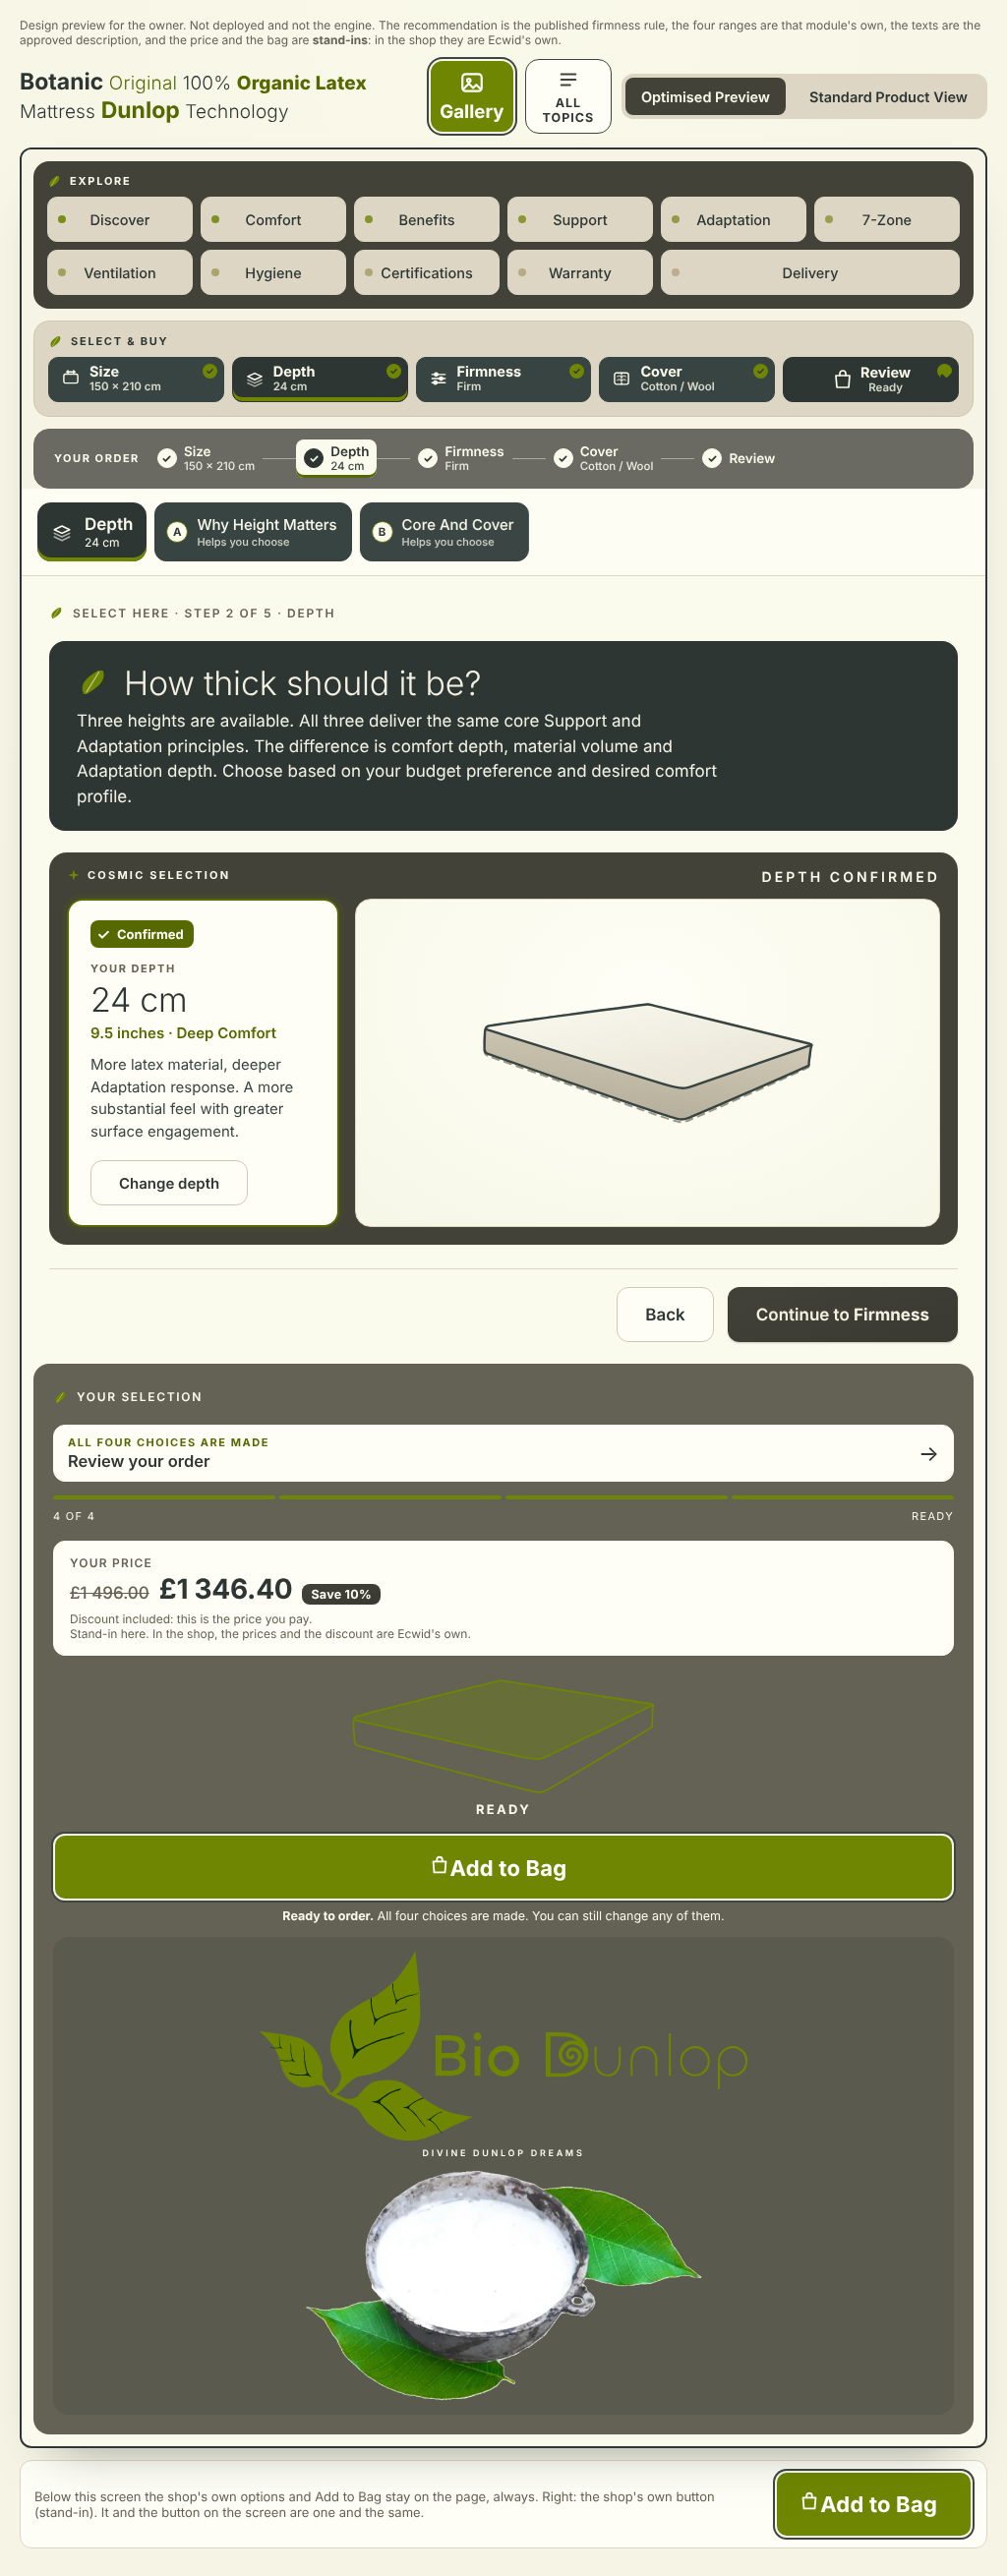 Design preview for the owner. Not deployed and not the engine. The recommendation is the published firmness rule, the four ranges are that module's own, the texts are the
approved description, and the price and the bag are stand-ins: in the shop they are Ecwid's own.
Botanic Original 100% Organic Latex
Mattress Dunlop Technology
Gallery
ALL
TOPICS
Optimised Preview
Standard Product View
EXPLORE
Discover
Comfort
Benefits
Support
Adaptation
7-Zone
Ventilation
Hygiene
Certifications
Warranty
Delivery
SELECT & BUY
Size
150 × 210 cm
Depth
24 cm
Firmness
Firm
Cover
Cotton / Wool
Review
Ready
YOUR ORDER
Size
150 × 210 cm
Depth
24 cm
Firmness
Firm
Cover
Cotton / Wool
Review
Depth
24 cm
A
Why Height Matters
Helps you choose
B
Core And Cover
Helps you choose
SELECT HERE · STEP 2 OF 5 · DEPTH
How thick should it be?
Three heights are available. All three deliver the same core Support and
Adaptation principles. The difference is comfort depth, material volume and
Adaptation depth. Choose based on your budget preference and desired comfort
profile.
COSMIC SELECTION
DEPTH CONFIRMED
Confirmed
YOUR DEPTH
24 cm
9.5 inches · Deep Comfort
More latex material, deeper
Adaptation response. A more
substantial feel with greater
surface engagement.
Change depth
Back
Continue to Firmness
YOUR SELECTION
ALL FOUR CHOICES ARE MADE
Review your order
4 OF 4
READY
YOUR PRICE
£1 496.00 £1 346.40 Save 10%
Discount included: this is the price you pay.
Stand-in here. In the shop, the prices and the discount are Ecwid's own.
READY
Add to Bag
Ready to order. All four choices are made. You can still change any of them.
Bio Dunlop
DIVINE DUNLOP DREAMS
Below this screen the shop's own options and Add to Bag stay on the page, always. Right: the shop's own button
(stand-in). It and the button on the screen are one and the same.
Add to Bag